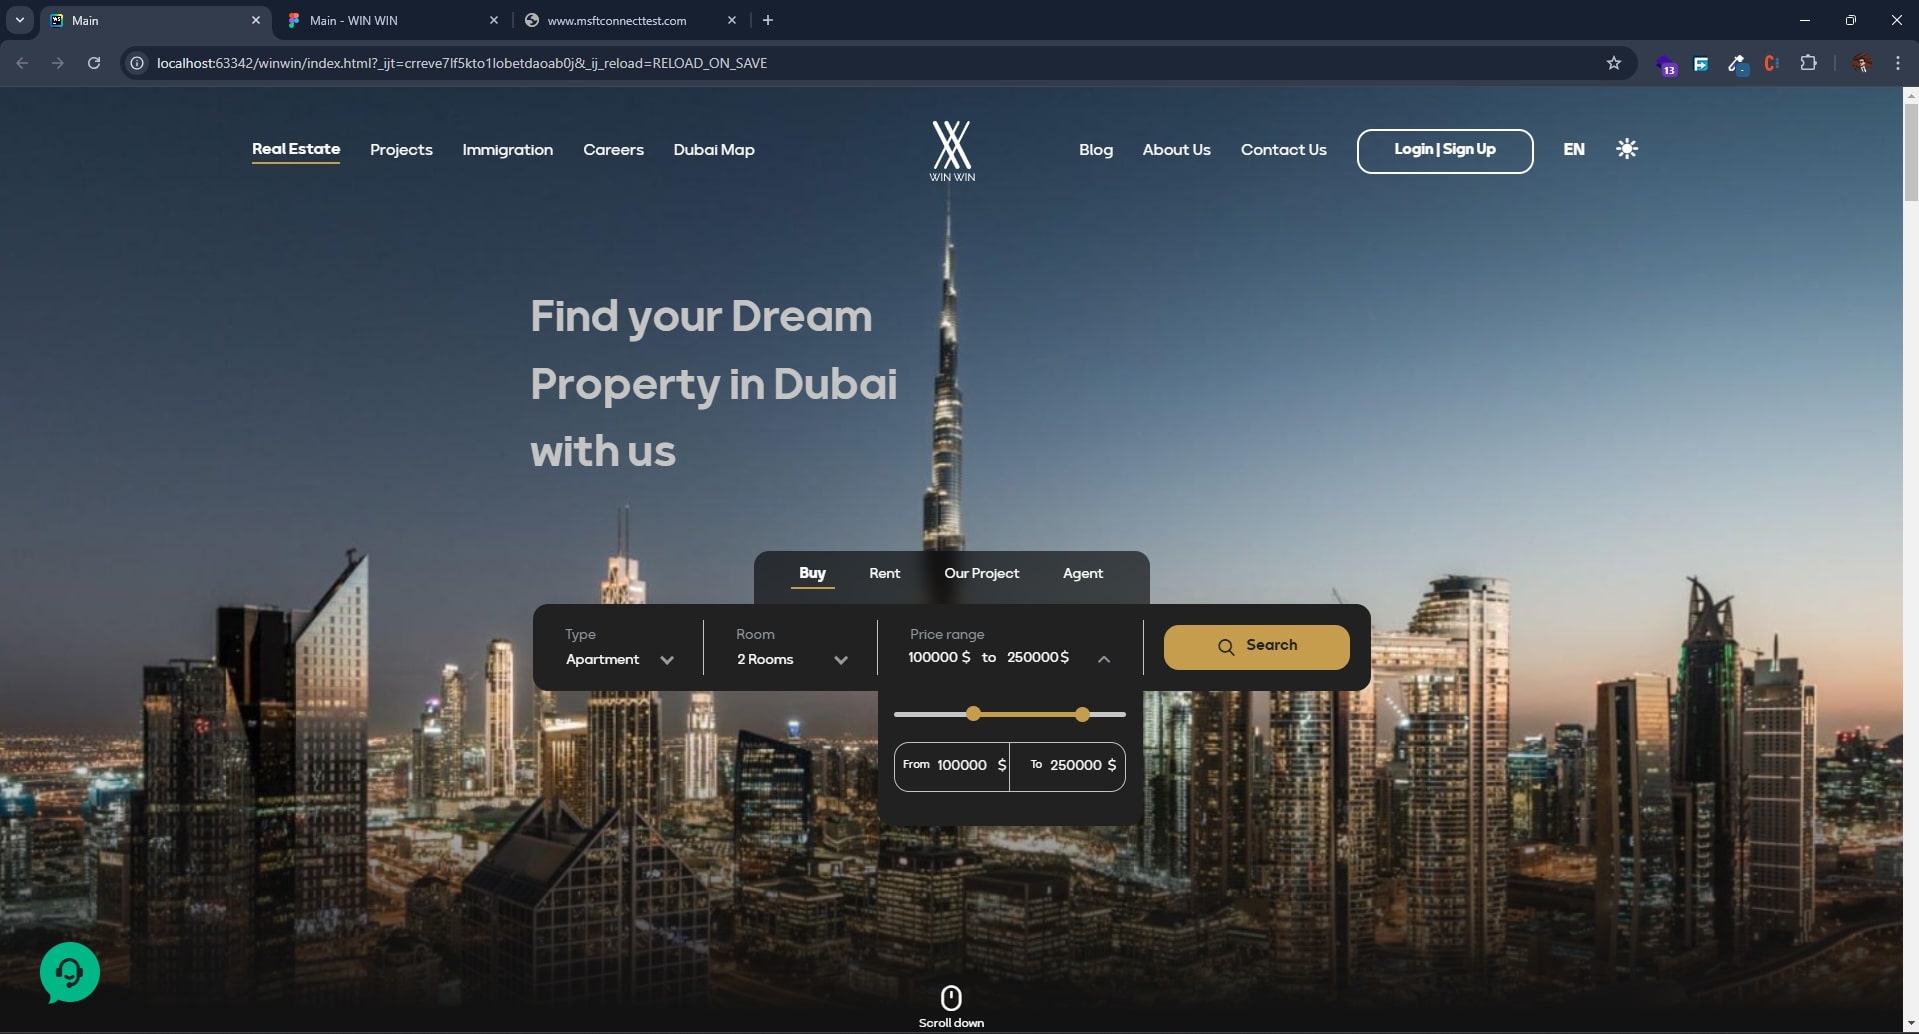 Main
Main - WIN WIN
www.msftconnecttest.com
localhost:63342/winwin/index.html?_ijt=crreve7lf5kto1lobetdaoab0j&_ij_reload=RELOAD_ON_SAVE
13
Real Estate
Projects
Immigration
Careers
Dubai Map
WIN WIN
Blog
About Us
Contact Us
Login | Sign Up
EN
Find your Dream
Property in Dubai
with us
Buy
Rent
Our Project
Agent
Type
Apartment
Room
2 Rooms
Price range
100000 $ to 250000 $
Search
From 100000 $
To 250000 $
Scroll down